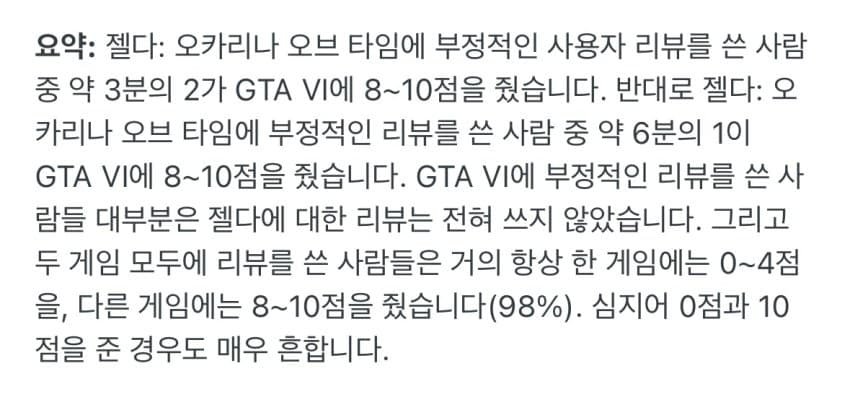 요약: 젤다: 오카리나 오브 타임에 부정적인 사용자 리뷰를 쓴 사람
중 약 3분의 2가 GTA VI에 8~10점을 줬습니다. 반대로 젤다: 오
카리나 오브 타임에 부정적인 리뷰를 쓴 사람 중 약 6분의 1이
GTA VI에 8~10점을 줬습니다. GTA VI에 부정적인 리뷰를 쓴 사
람들 대부분은 젤다에 대한 리뷰는 전혀 쓰지 않았습니다. 그리고
두 게임 모두에 리뷰를 쓴 사람들은 거의 항상 한 게임에는 0~4점
을, 다른 게임에는 8~10점을 줬습니다(98%). 심지어 0점과 10
점을 준 경우도 매우 흔합니다.